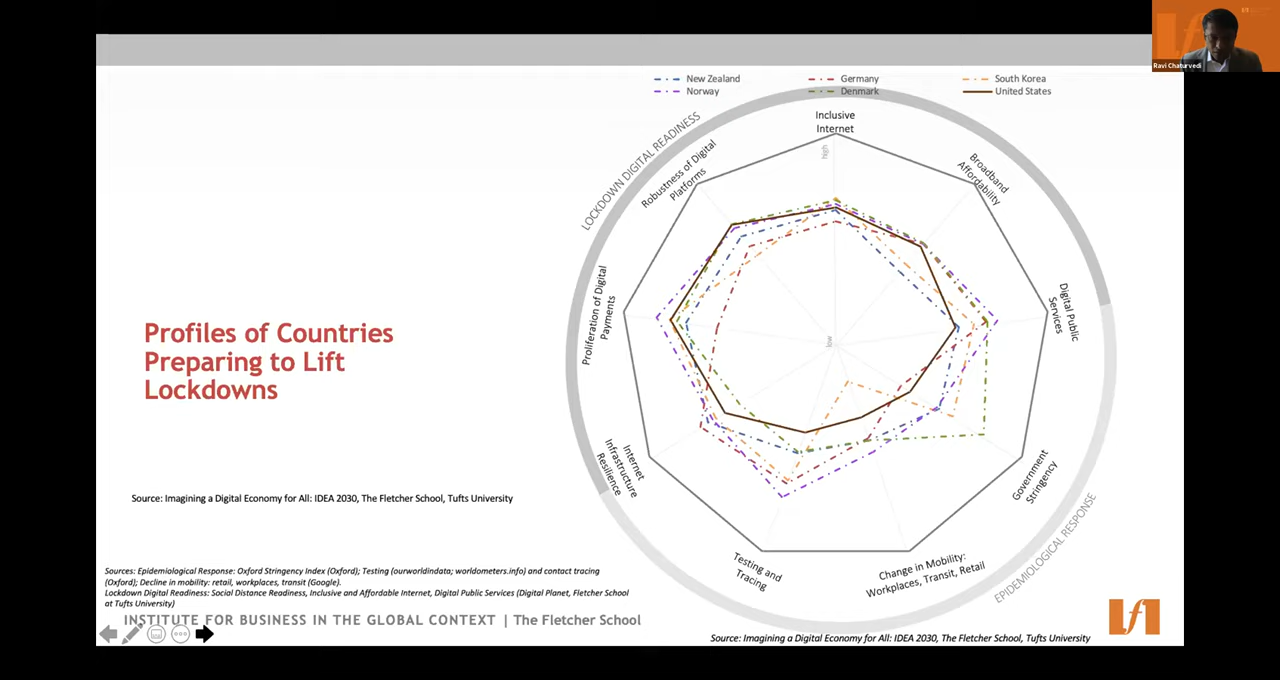 Ravi Chaturvedi
New Zealand
Germany
South Korea
Norway
Denmark
United States
LOCKDOWN DIGITAL READINESS
Inclusive
Internet
high
low
Broadband
Affordability
Digital Public
Services
Government
Stringency
EPIDEMIOLOGICAL RESPONSE
Change in Mobility:
Workplaces, Transit, Retail
Testing and
Tracing
Internet
Infrastructure
Resilience
Proliferation of Digital
Payments
Robustness of Digital
Platforms
Profiles of Countries
Preparing to Lift
Lockdowns
Source: Imagining a Digital Economy for All: IDEA 2030, The Fletcher School, Tufts University
Sources: Epidemiological Response: Oxford Stringency Index (Oxford); Testing (ourworldindata; worldometers.info) and contact tracing
(Oxford); Decline in mobility: retail, workplaces, transit (Google).
Lockdown Digital Readiness: Social Distance Readiness, Inclusive and Affordable Internet, Digital Public Services (Digital Planet, Fletcher School
at Tufts University)
INSTITUTE FOR BUSINESS IN THE GLOBAL CONTEXT | The Fletcher School
Source: Imagining a Digital Economy for All: IDEA 2030, The Fletcher School, Tufts University